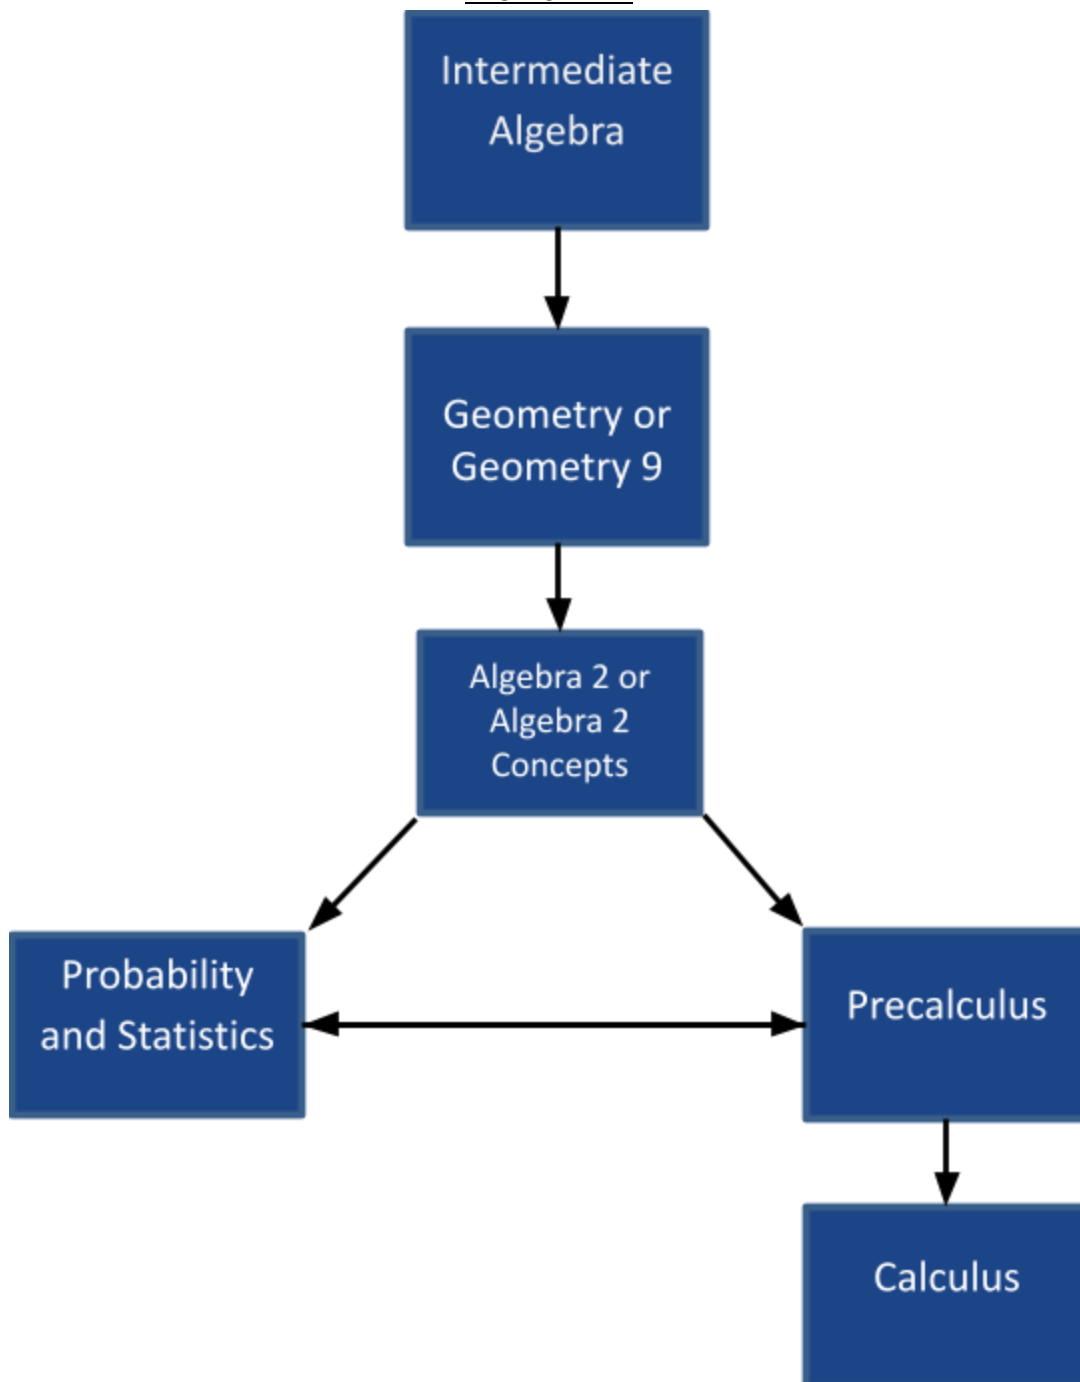 Intermediate
Algebra
Geometry or
Geometry 9
Algebra 2 or
Algebra 2
Concepts
Probability
and Statistics
Precalculus
Calculus